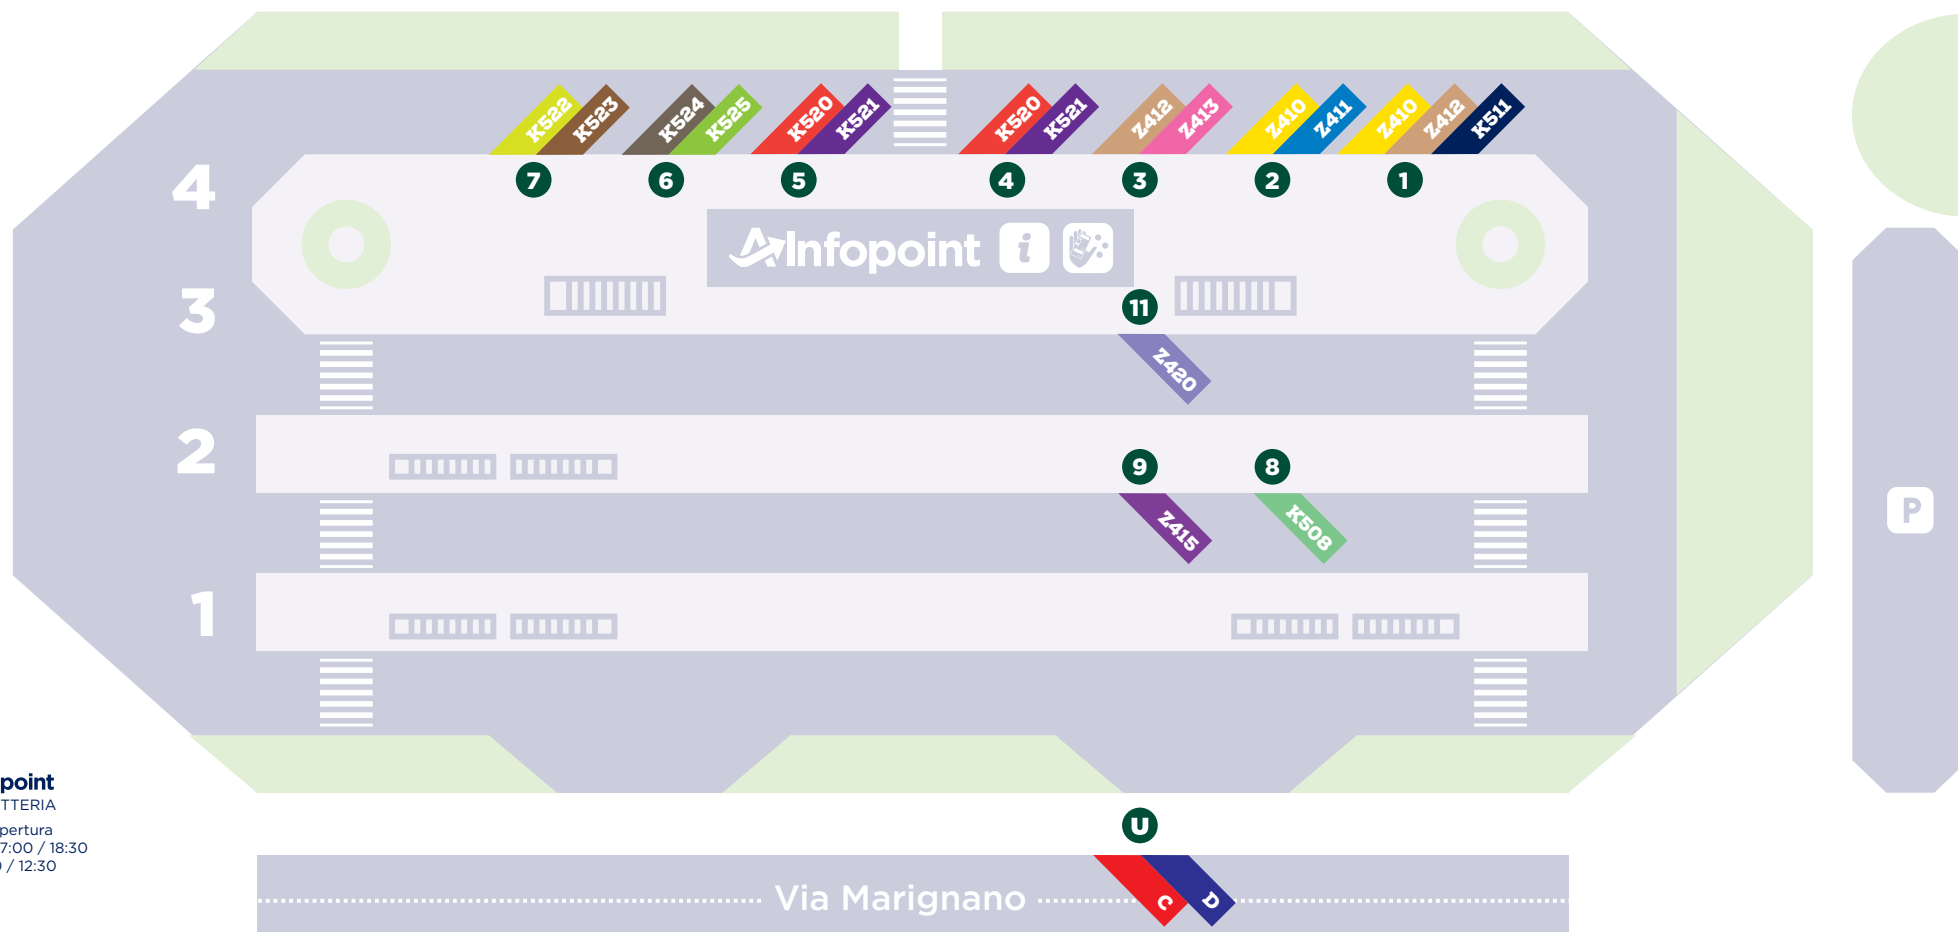 K522 K523 K524 K525 K520 K521 K520 K521 Z412 Z413 Z410 Z411 Z410 Z412 K511
7 6 5 4 3 2 1
4
Infopoint i
3
11
Z420
2
9 8
Z415 K508
P
1
point
TTERIA
pertura
7:00 / 18:30
/ 12:30
U
Via Marignano
C D